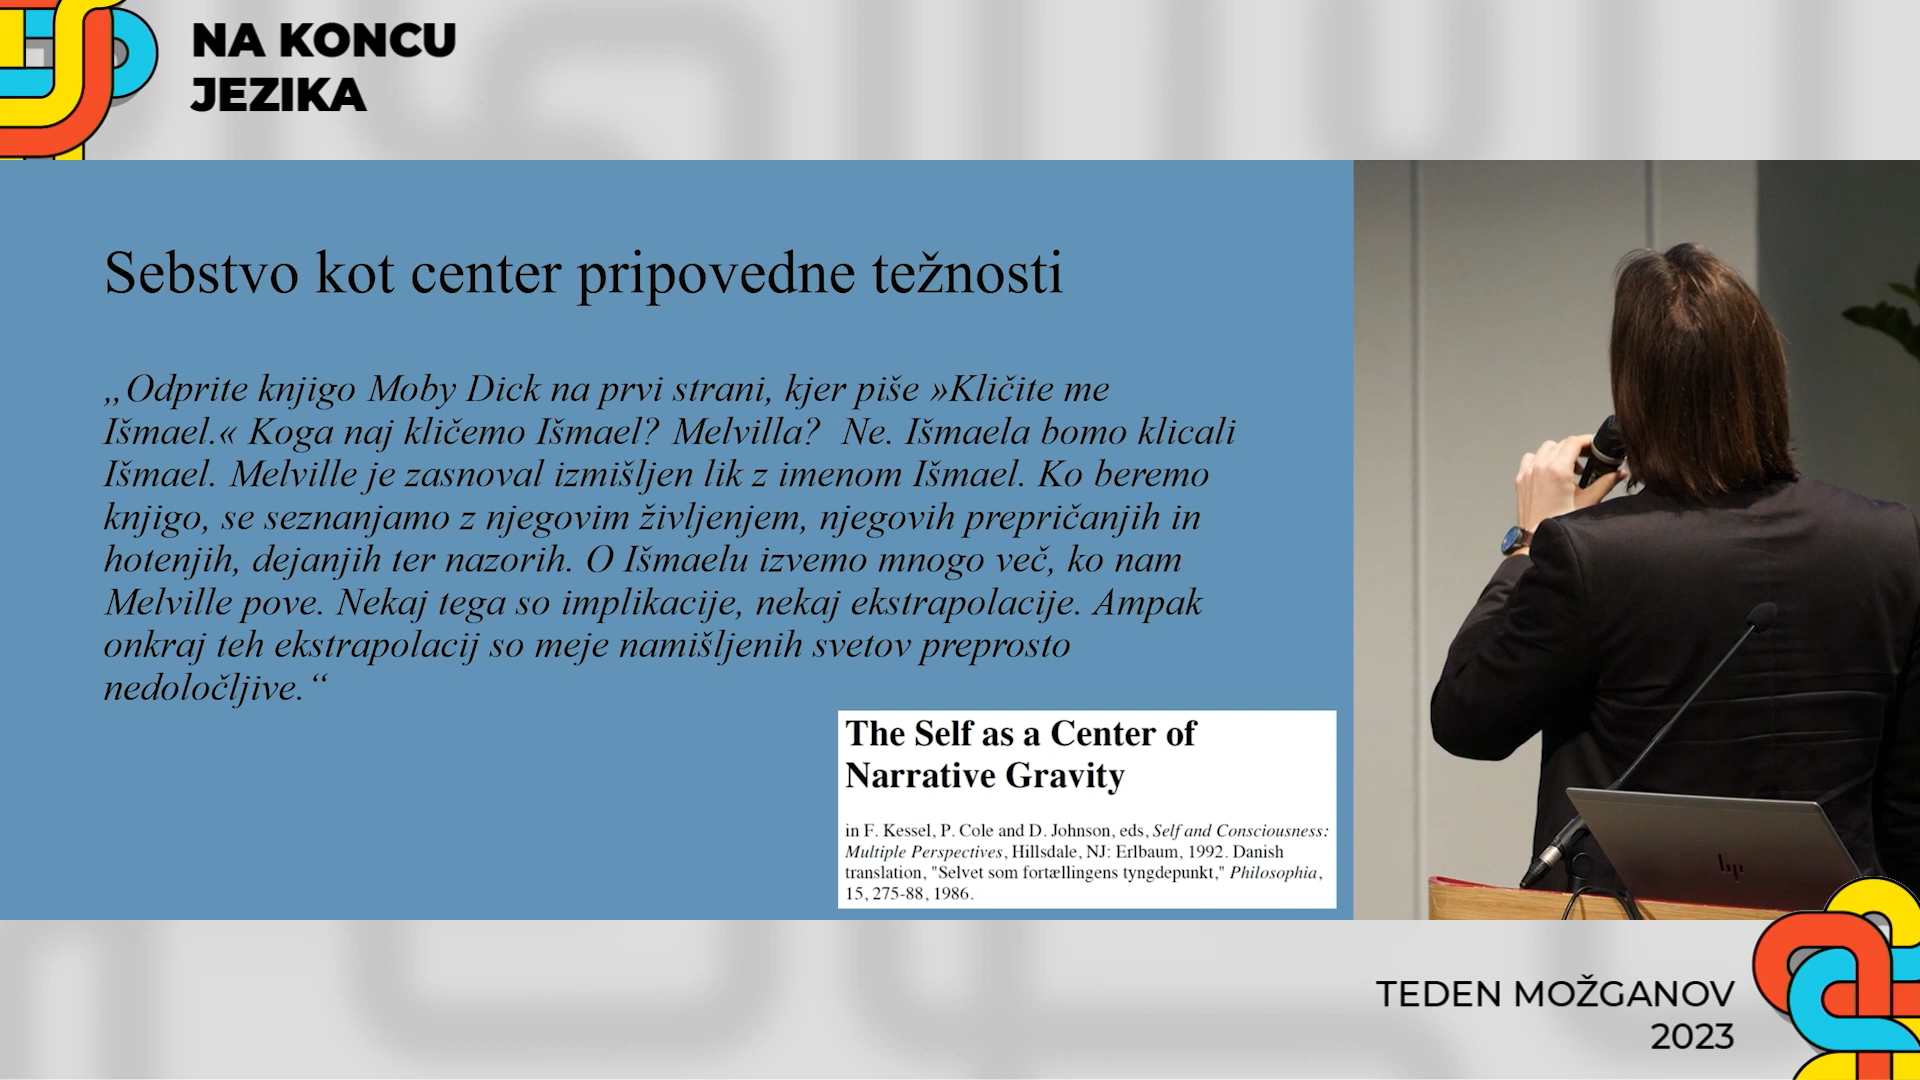 NA KONCU
JEZIKA
Sebstvo kot center pripovedne težnosti
„Odprite knjigo Moby Dick na prvi strani, kjer piše »Kličite me
Išmael.« Koga naj kličemo Išmael? Melvilla? Ne. Išmaela bomo klicali
Išmael. Melville je zasnoval izmišljen lik z imenom Išmael. Ko beremo
knjigo, se seznanjamo z njegovim življenjem, njegovih prepričanjih in
hotenjih, dejanjih ter nazorih. O Išmaelu izvemo mnogo več, ko nam
Melville pove. Nekaj tega so implikacije, nekaj ekstrapolacije. Ampak
onkraj teh ekstrapolacij so meje namišljenih svetov preprosto
nedoločljive.“
The Self as a Center of
Narrative Gravity
in F. Kessel, P. Cole and D. Johnson, eds, Self and Consciousness:
Multiple Perspectives, Hillsdale, NJ: Erlbaum, 1992. Danish
translation, "Selvet som fortællingens tyngdepunkt," Philosophia,
15, 275-88, 1986.
hp
TEDEN MOŽGANOV
2023